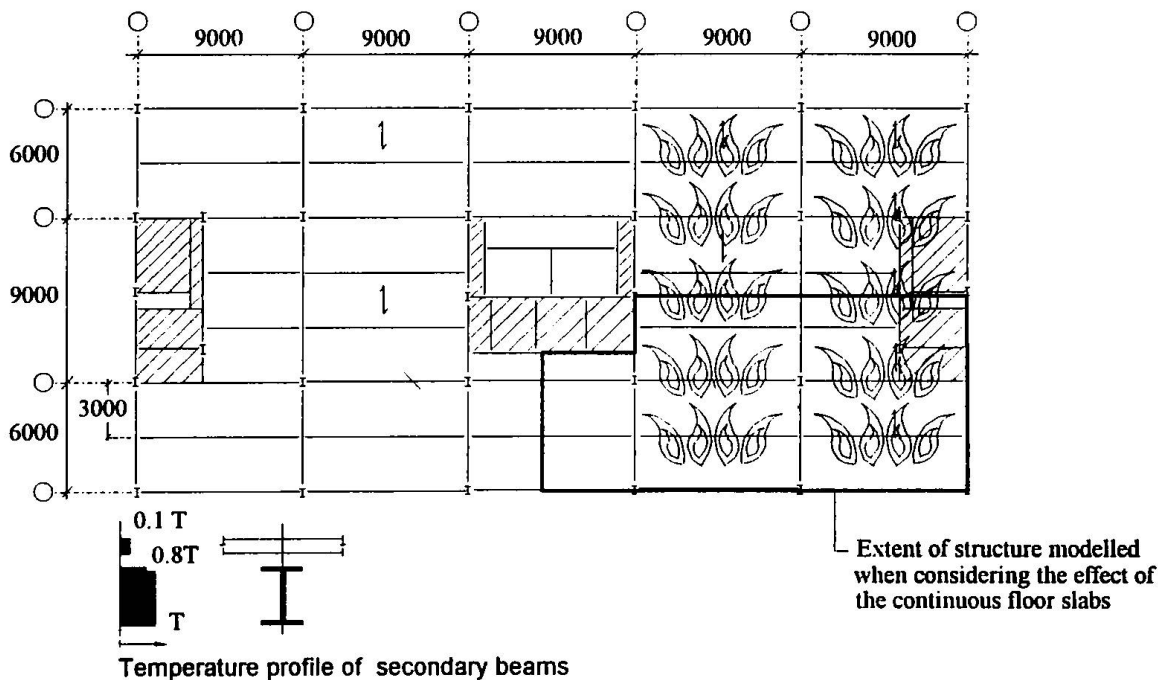 9000 9000 9000 9000 9000
6000
9000
3000
6000
0.1 T
0.8T
T
Extent of structure modelled
when considering the effect of
the continuous floor slabs
Temperature profile of secondary beams